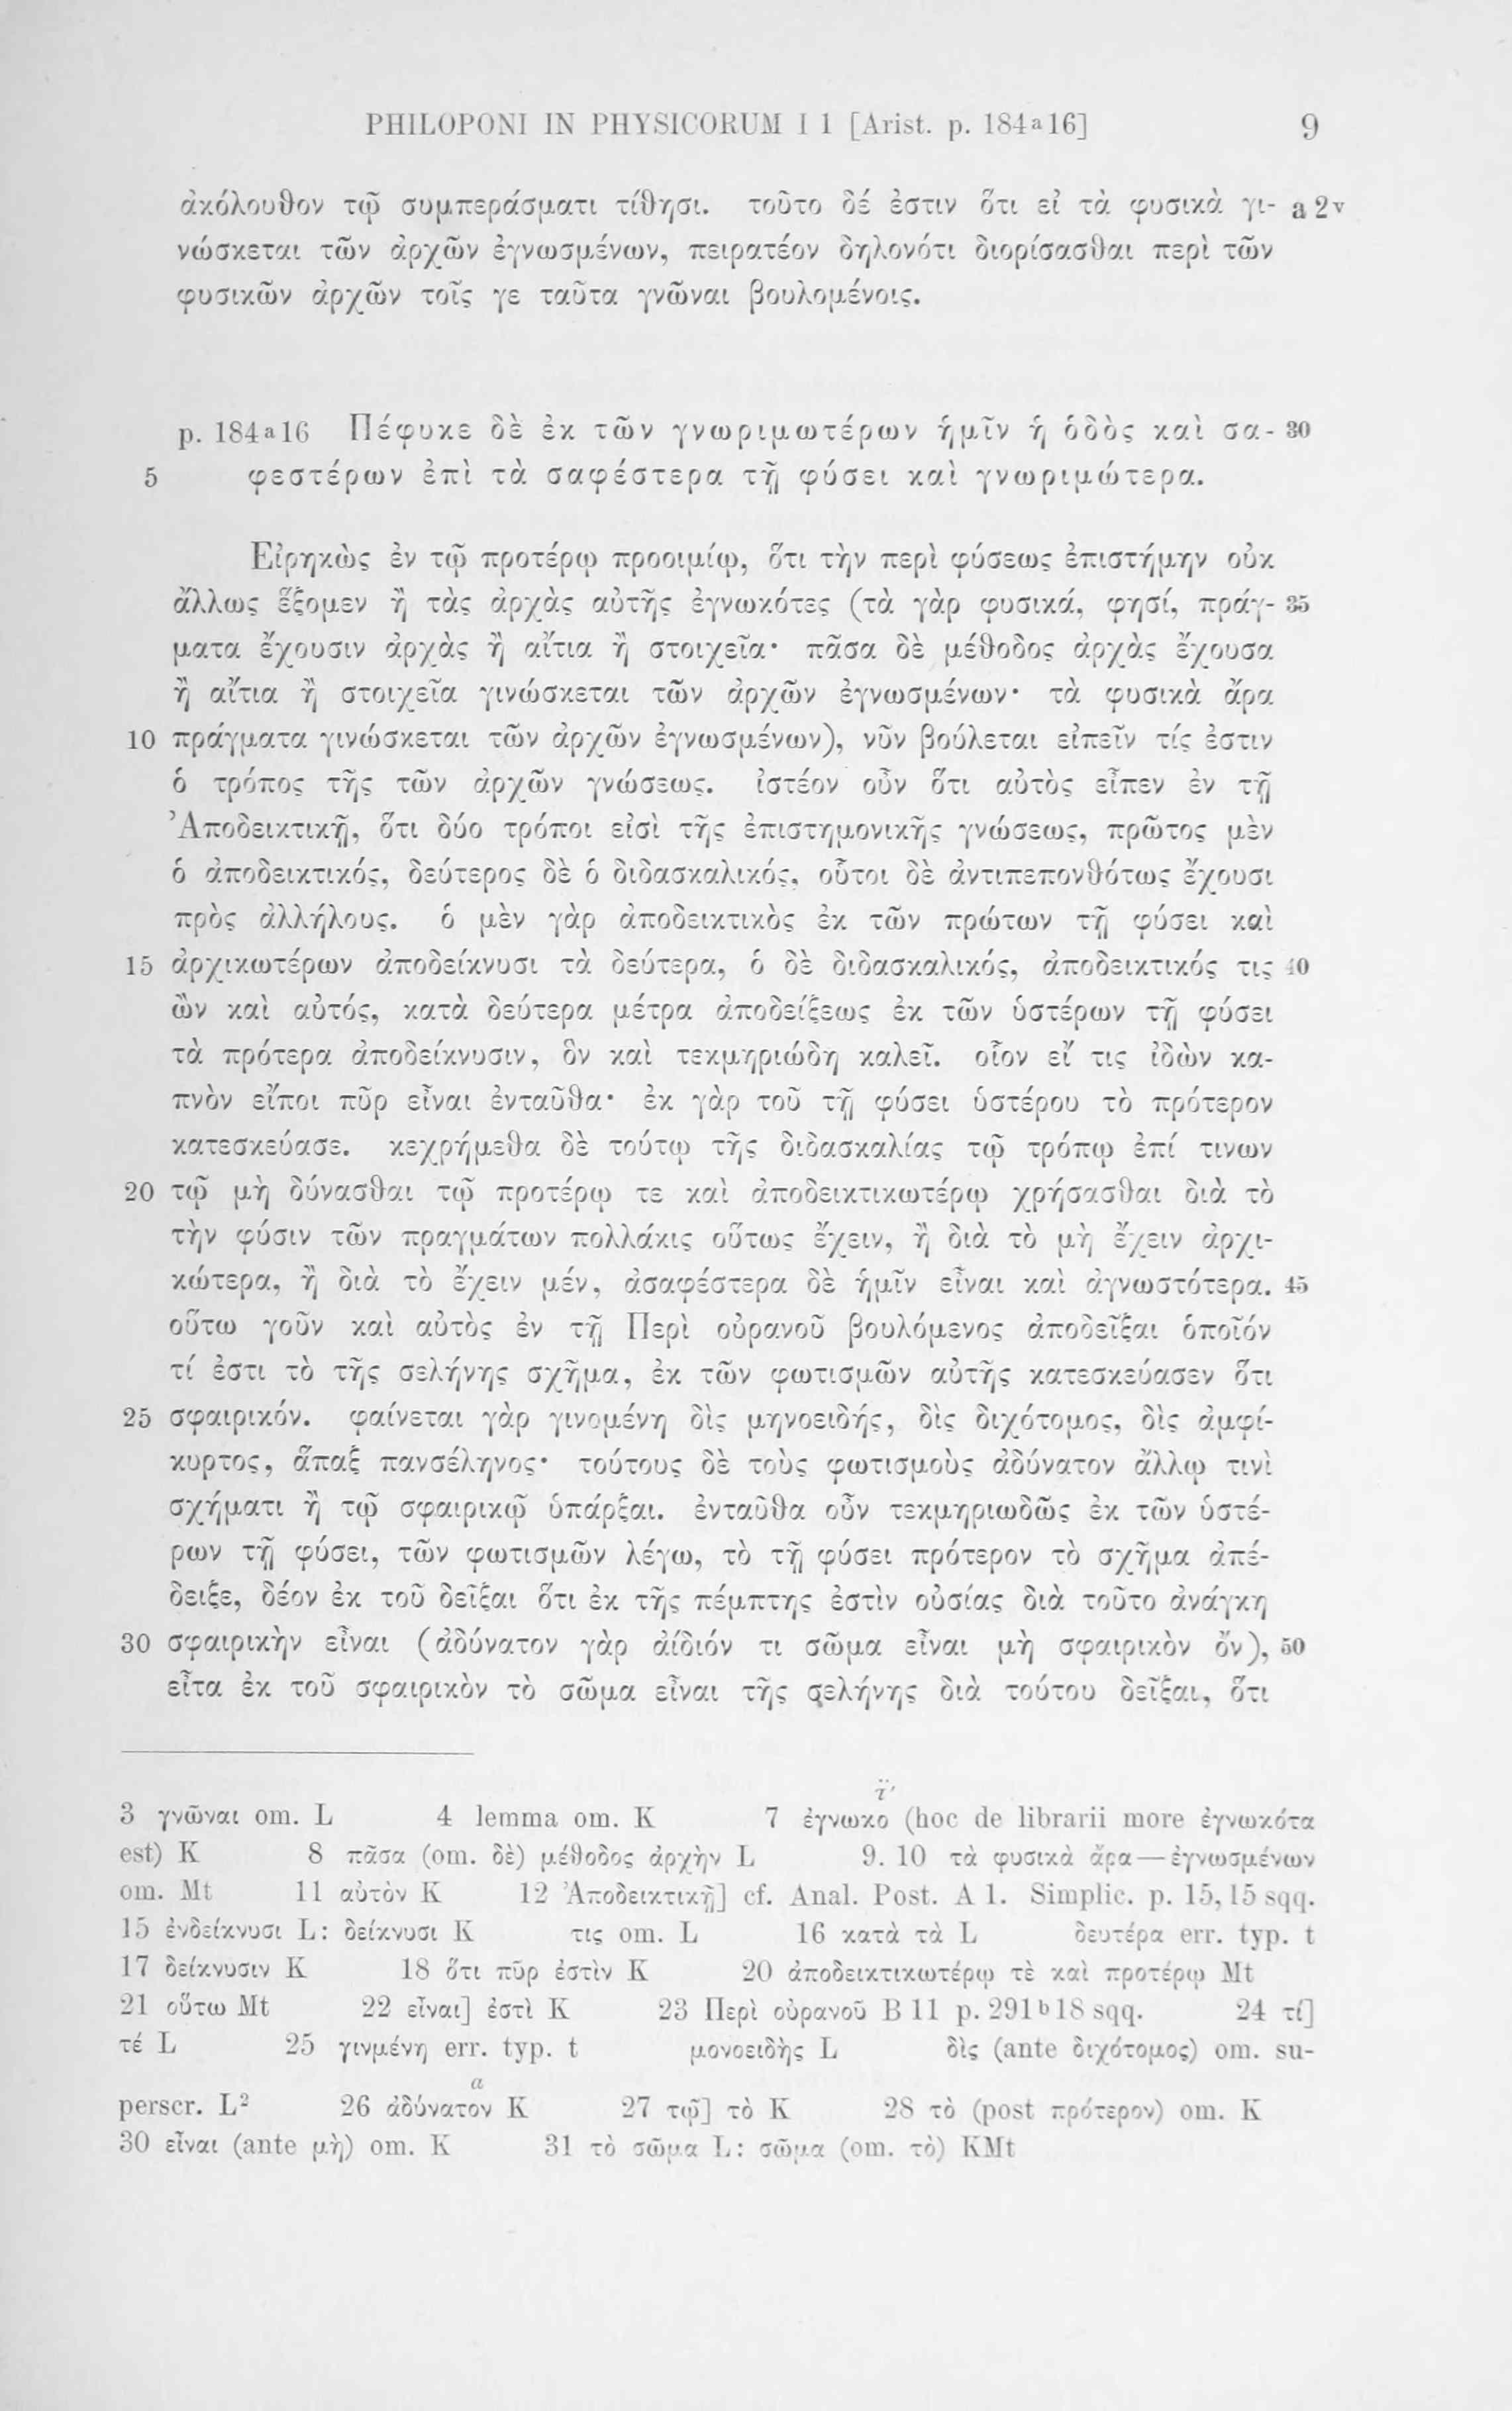 PHILOPONI IN PHYSICORUM I 1 [Arist. p. 184a16] 9
ἀκόλουθον τῷ συμπεράσματι τίθησι. τοῦτο δέ ἐστιν ὅτι εἰ τὰ φυσικὰ γι- a 2v
νώσκεται τῶν ἀρχῶν ἐγνωσμένων, πειρατέον δηλονότι διορίσασθαι περὶ τῶν
φυσικῶν ἀρχῶν τοῖς γε ταῦτα γνῶναι βουλομένοις.
p. 184a16 Πέφυκε δὲ ἐκ τῶν γνωριμωτέρων ἡμῖν ἡ ὁδὸς καὶ σα- 30
5 φεστέρων ἐπὶ τὰ σαφέστερα τῇ φύσει καὶ γνωριμώτερα.
Εἰρηκὼς ἐν τῷ προτέρῳ προοιμίῳ, ὅτι τὴν περὶ φύσεως ἐπιστήμην οὐκ
ἄλλως ἕξομεν ἢ τὰς ἀρχὰς αὐτῆς ἐγνωκότες (τὰ γὰρ φυσικά, φησί, πράγ- 35
ματα ἔχουσιν ἀρχὰς ἢ αἴτια ἢ στοιχεῖα· πᾶσα δὲ μέθοδος ἀρχὰς ἔχουσα
ἢ αἴτια ἢ στοιχεῖα γινώσκεται τῶν ἀρχῶν ἐγνωσμένων· τὰ φυσικὰ ἄρα
10 πράγματα γινώσκεται τῶν ἀρχῶν ἐγνωσμένων), νῦν βούλεται εἰπεῖν τίς ἐστιν
ὁ τρόπος τῆς τῶν ἀρχῶν γνώσεως. ἰστέον οὖν ὅτι αὐτὸς εἶπεν ἐν τῇ
Ἀποδεικτικῇ, ὅτι δύο τρόποι εἰσὶ τῆς ἐπιστημονικῆς γνώσεως, πρῶτος μὲν
ὁ ἀποδεικτικός, δεύτερος δὲ ὁ διδασκαλικός, οὗτοι δὲ ἀντιπεπονθότως ἔχουσι
πρὸς ἀλλήλους. ὁ μὲν γὰρ ἀποδεικτικὸς ἐκ τῶν πρώτων τῇ φύσει καὶ
15 ἀρχικωτέρων ἀποδείκνυσι τὰ δεύτερα, ὁ δὲ διδασκαλικός, ἀποδεικτικός τις 40
ὢν καὶ αὐτός, κατὰ δεύτερα μέτρα ἀποδείξεως ἐκ τῶν ὑστέρων τῇ φύσει
τὰ πρότερα ἀποδείκνυσιν, ὃν καὶ τεκμηριώδη καλεῖ. οἷον εἴ τις ἰδὼν κα-
πνὸν εἴποι πῦρ εἶναι ἐνταῦθα· ἐκ γὰρ τοῦ τῇ φύσει ὑστέρου τὸ πρότερον
κατεσκεύασε. κεχρήμεθα δὲ τούτῳ τῆς διδασκαλίας τῷ τρόπῳ ἐπί τινων
20 τῷ μὴ δύνασθαι τῷ προτέρῳ τε καὶ ἀποδεικτικωτέρῳ χρήσασθαι διὰ τὸ
τὴν φύσιν τῶν πραγμάτων πολλάκις οὕτως ἔχειν, ἢ διὰ τὸ μὴ ἔχειν ἀρχι-
κώτερα, ἢ διὰ τὸ ἔχειν μέν, ἀσαφέστερα δὲ ἡμῖν εἶναι καὶ ἀγνωστότερα. 45
οὕτω γοῦν καὶ αὐτὸς ἐν τῇ Περὶ οὐρανοῦ βουλόμενος ἀποδεῖξαι ὁποῖόν
τί ἐστι τὸ τῆς σελήνης σχῆμα, ἐκ τῶν φωτισμῶν αὐτῆς κατεσκεύασεν ὅτι
25 σφαιρικόν. φαίνεται γὰρ γινομένη δὶς μηνοειδής, δὶς διχότομος, δὶς ἀμφί-
κυρτος, ἅπαξ πανσέληνος· τούτους δὲ τοὺς φωτισμοὺς ἀδύνατον ἄλλῳ τινὶ
σχήματι ἢ τῷ σφαιρικῷ ὑπάρξαι. ἐνταῦθα οὖν τεκμηριωδῶς ἐκ τῶν ὑστέ-
ρων τῇ φύσει, τῶν φωτισμῶν λέγω, τὸ τῇ φύσει πρότερον τὸ σχῆμα ἀπέ-
δειξε, δέον ἐκ τοῦ δεῖξαι ὅτι ἐκ τῆς πέμπτης ἐστὶν οὐσίας διὰ τοῦτο ἀνάγκη
30 σφαιρικὴν εἶναι (ἀδύνατον γὰρ ἀίδιόν τι σῶμα εἶναι μὴ σφαιρικὸν ὄν), 50
εἶτα ἐκ τοῦ σφαιρικὸν τὸ σῶμα εἶναι τῆς σελήνης διὰ τούτου δεῖξαι, ὅτι
3 γνῶναι om. L 4 lemma om. K 7 ἐγνωκο (hoc de librarii more ἐγνωκότα
est) K 8 πᾶσα (om. δὲ) μέθοδος ἀρχὴν L 9. 10 τὰ φυσικὰ ἄρα — ἐγνωσμένων
om. Mt 11 αὐτὸν K 12 Ἀποδεικτικῇ] cf. Anal. Post. A 1. Simplic. p. 15,15 sqq.
15 ἐνδείκνυσι L: δείκνυσι K τις om. L 16 κατὰ τὰ L δευτέρα err. typ. t
17 δείκνυσιν K 18 ὅτι πῦρ ἐστὶν K 20 ἀποδεικτικωτέρῳ τὲ καὶ προτέρῳ Mt
21 οὕτω Mt 22 εἶναι] ἐστὶ K 23 Περὶ οὐρανοῦ B 11 p. 291b18 sqq. 24 τί]
τέ L 25 γινμένη err. typ. t μονοειδὴς L δὶς (ante διχότομος) om. su-
perscr. L2 26 ἀδύνατον K 27 τῷ] τὸ K 28 τὸ (post πρότερον) om. K
30 εἶναι (ante μὴ) om. K 31 τὸ σῶμα L: σῶμα (om. τὸ) KMt